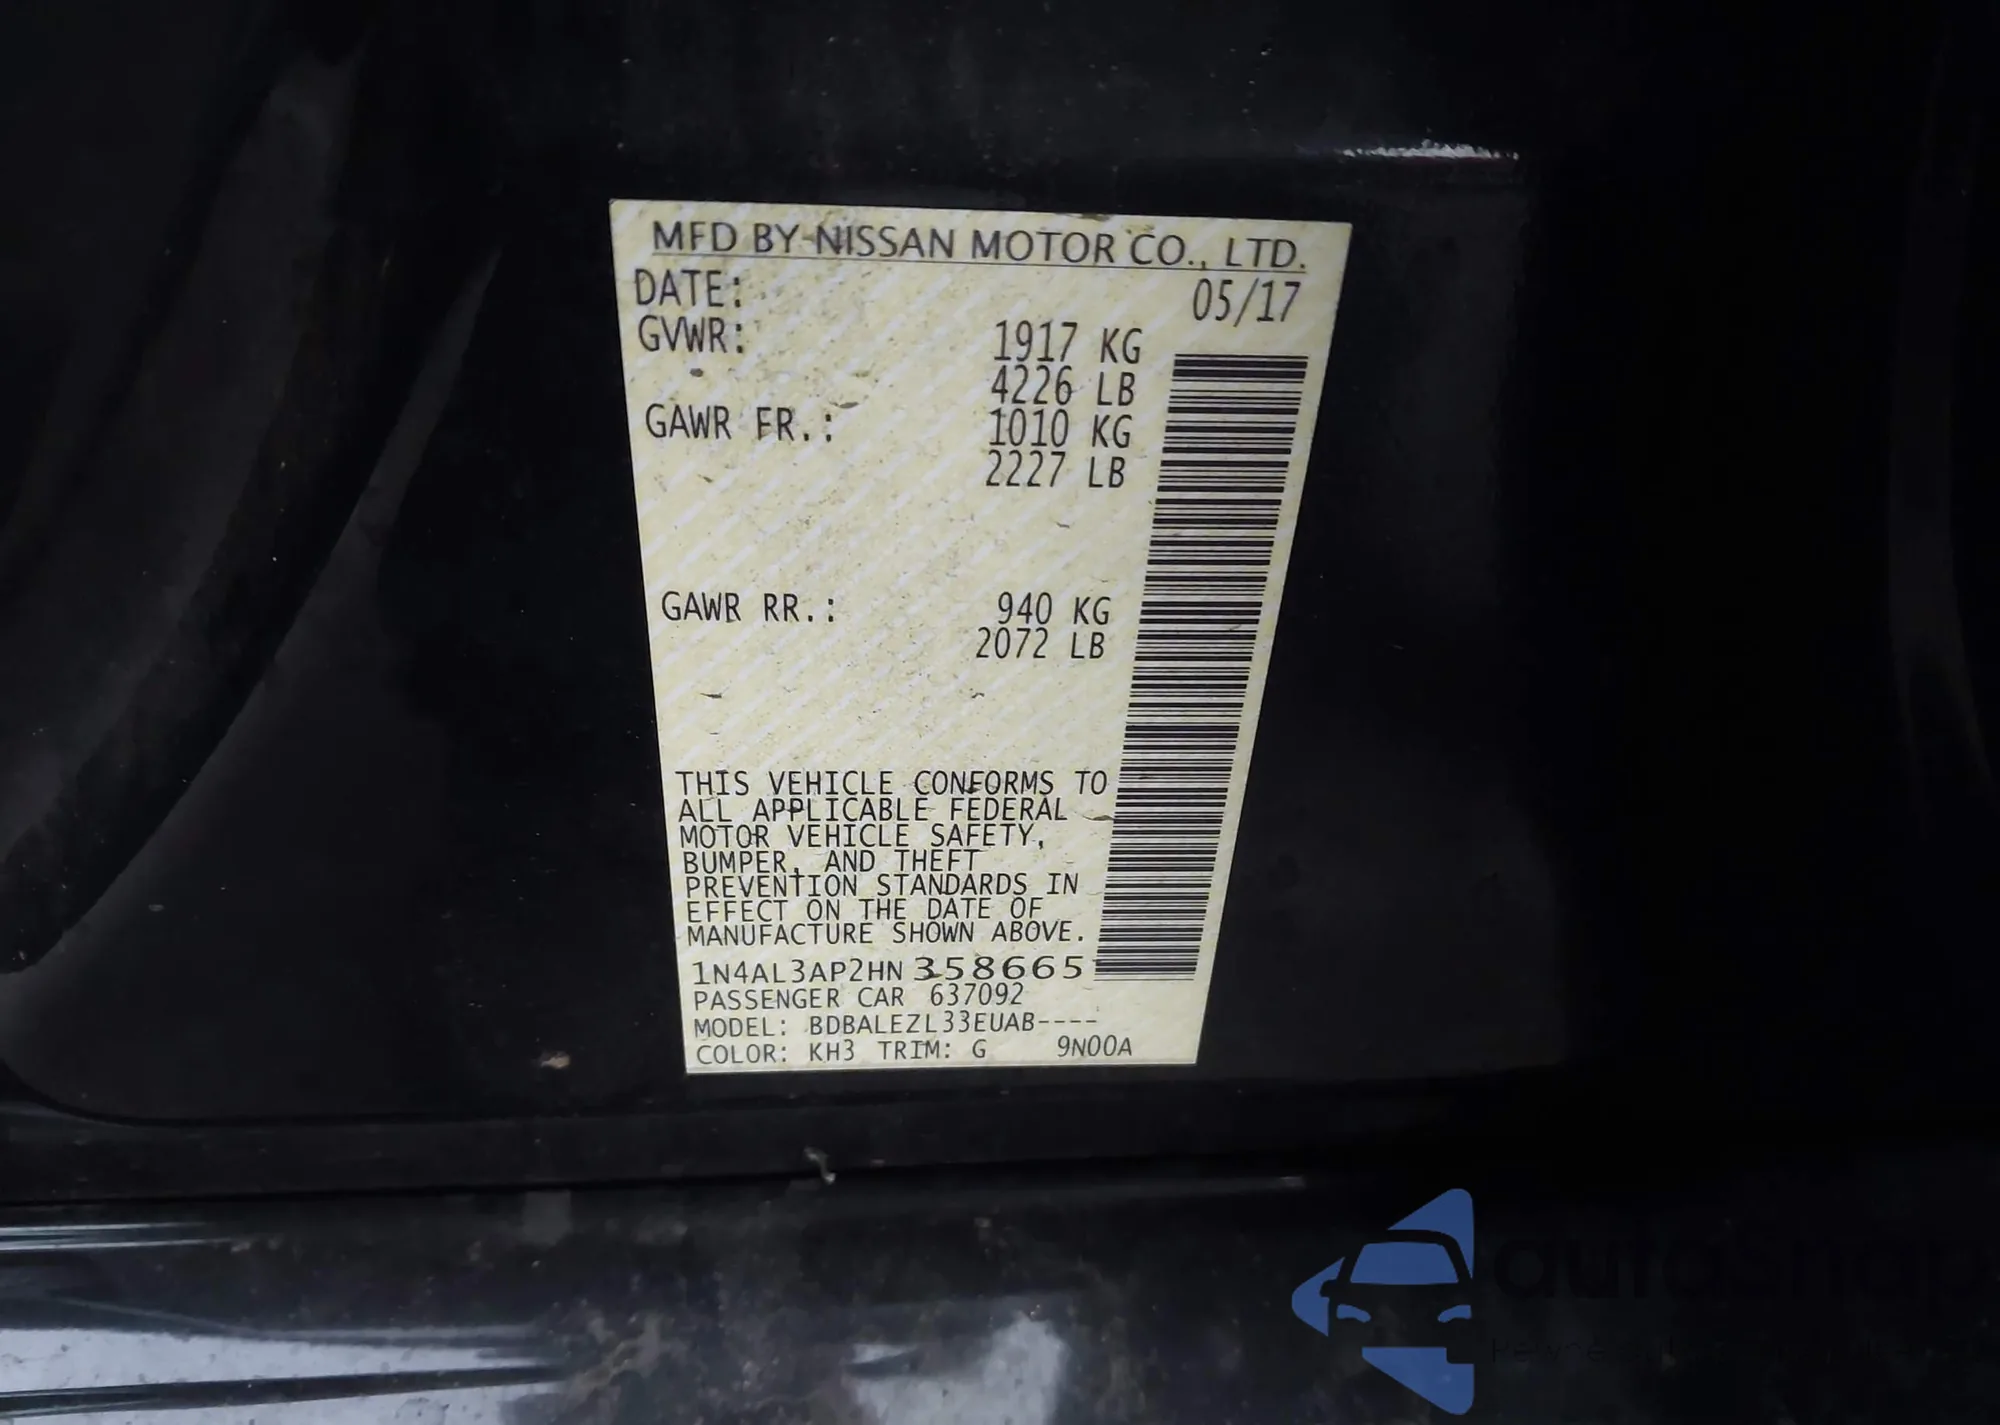 MFD BY NISSAN MOTOR CO., LTD.
DATE: 05/17
GVWR: 1917 KG
4226 LB
GAWR FR.: 1010 KG
2227 LB
GAWR RR.: 940 KG
2072 LB
THIS VEHICLE CONFORMS TO
ALL APPLICABLE FEDERAL
MOTOR VEHICLE SAFETY,
BUMPER, AND THEFT
PREVENTION STANDARDS IN
EFFECT ON THE DATE OF
MANUFACTURE SHOWN ABOVE.
1N4AL3AP2HN358665
PASSENGER CAR 637092
MODEL: BDBALEZL33EUAB----
COLOR: KH3 TRIM: G 9N00A